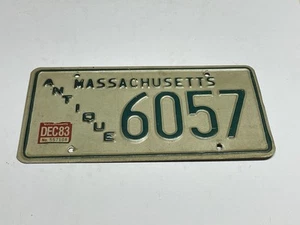 MASSACHUSETTS
ANTIQUE
6057
DEC83